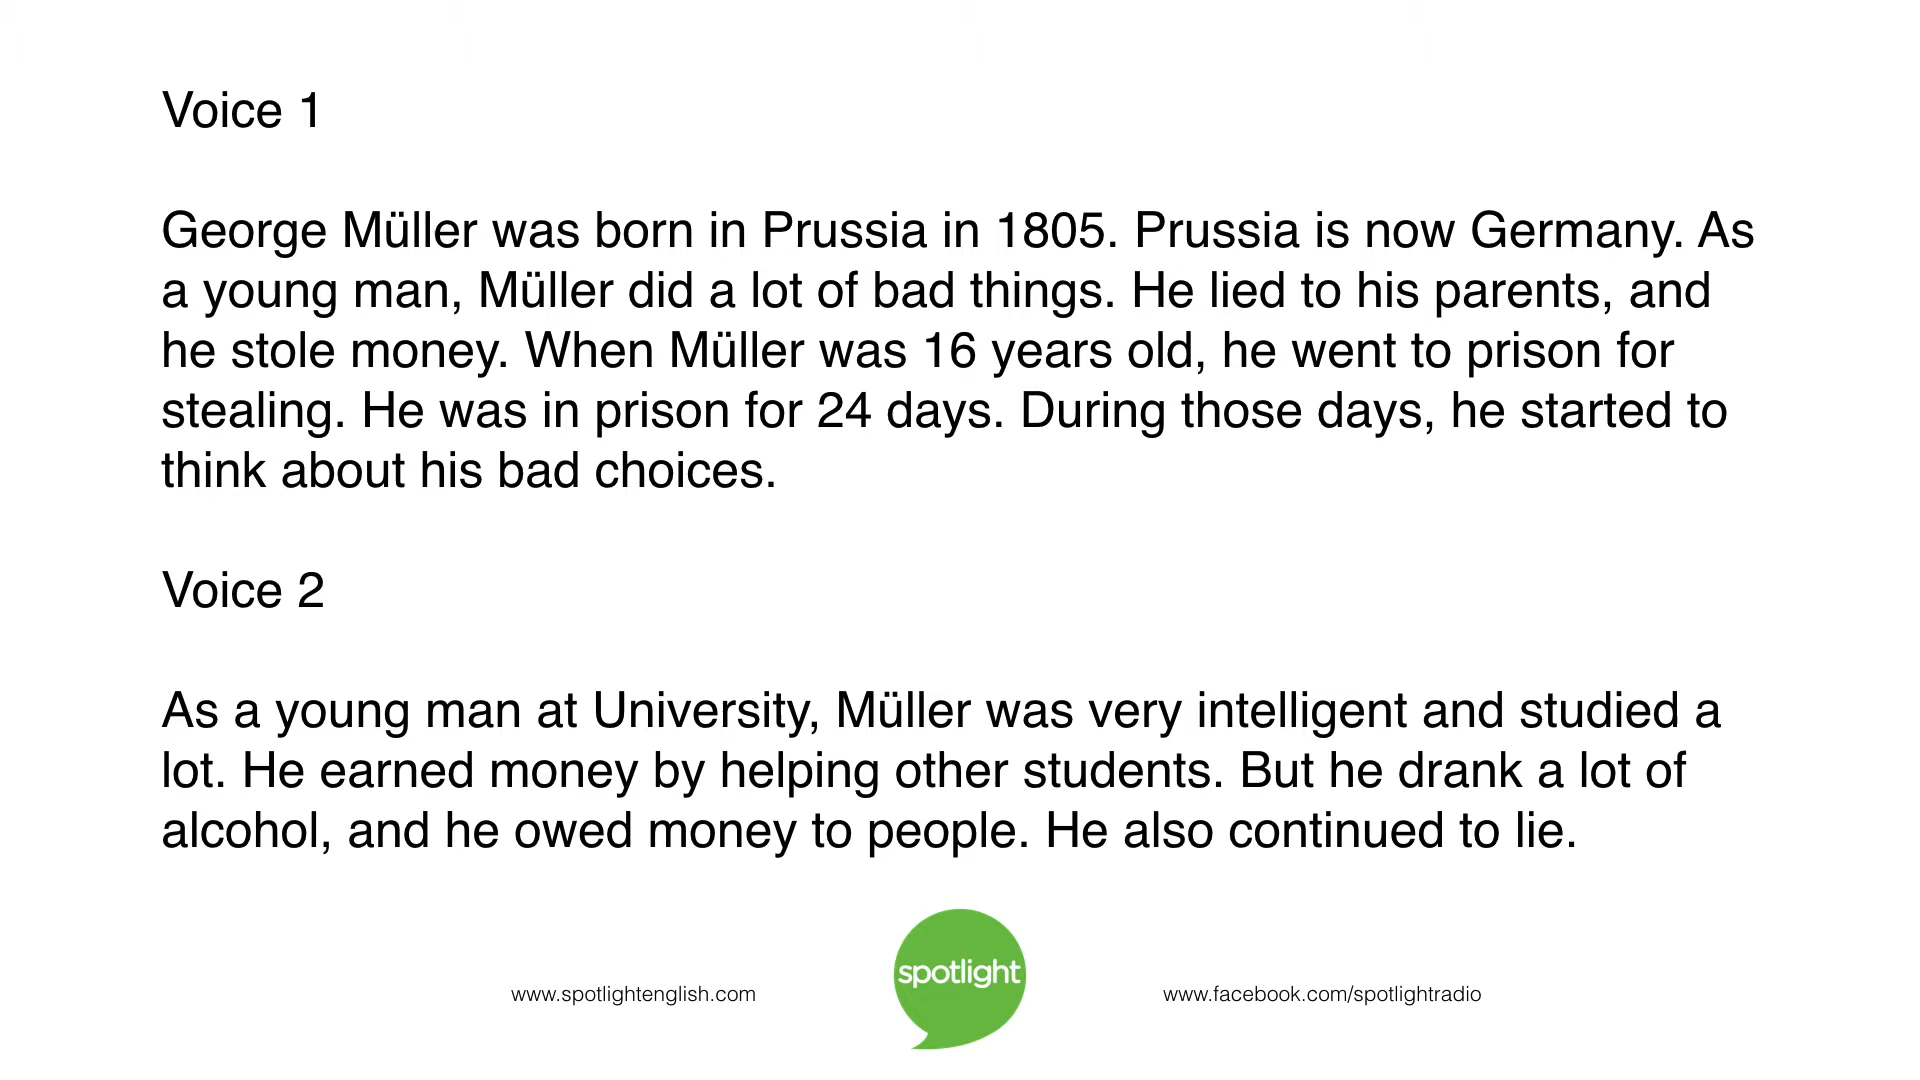 Voice 1
George Müller was born in Prussia in 1805. Prussia is now Germany. As
a young man, Müller did a lot of bad things. He lied to his parents, and
he stole money. When Müller was 16 years old, he went to prison for
stealing. He was in prison for 24 days. During those days, he started to
think about his bad choices.
Voice 2
As a young man at University, Müller was very intelligent and studied a
lot. He earned money by helping other students. But he drank a lot of
alcohol, and he owed money to people. He also continued to lie.
spotlight
www.spotlightenglish.com
www.facebook.com/spotlightradio